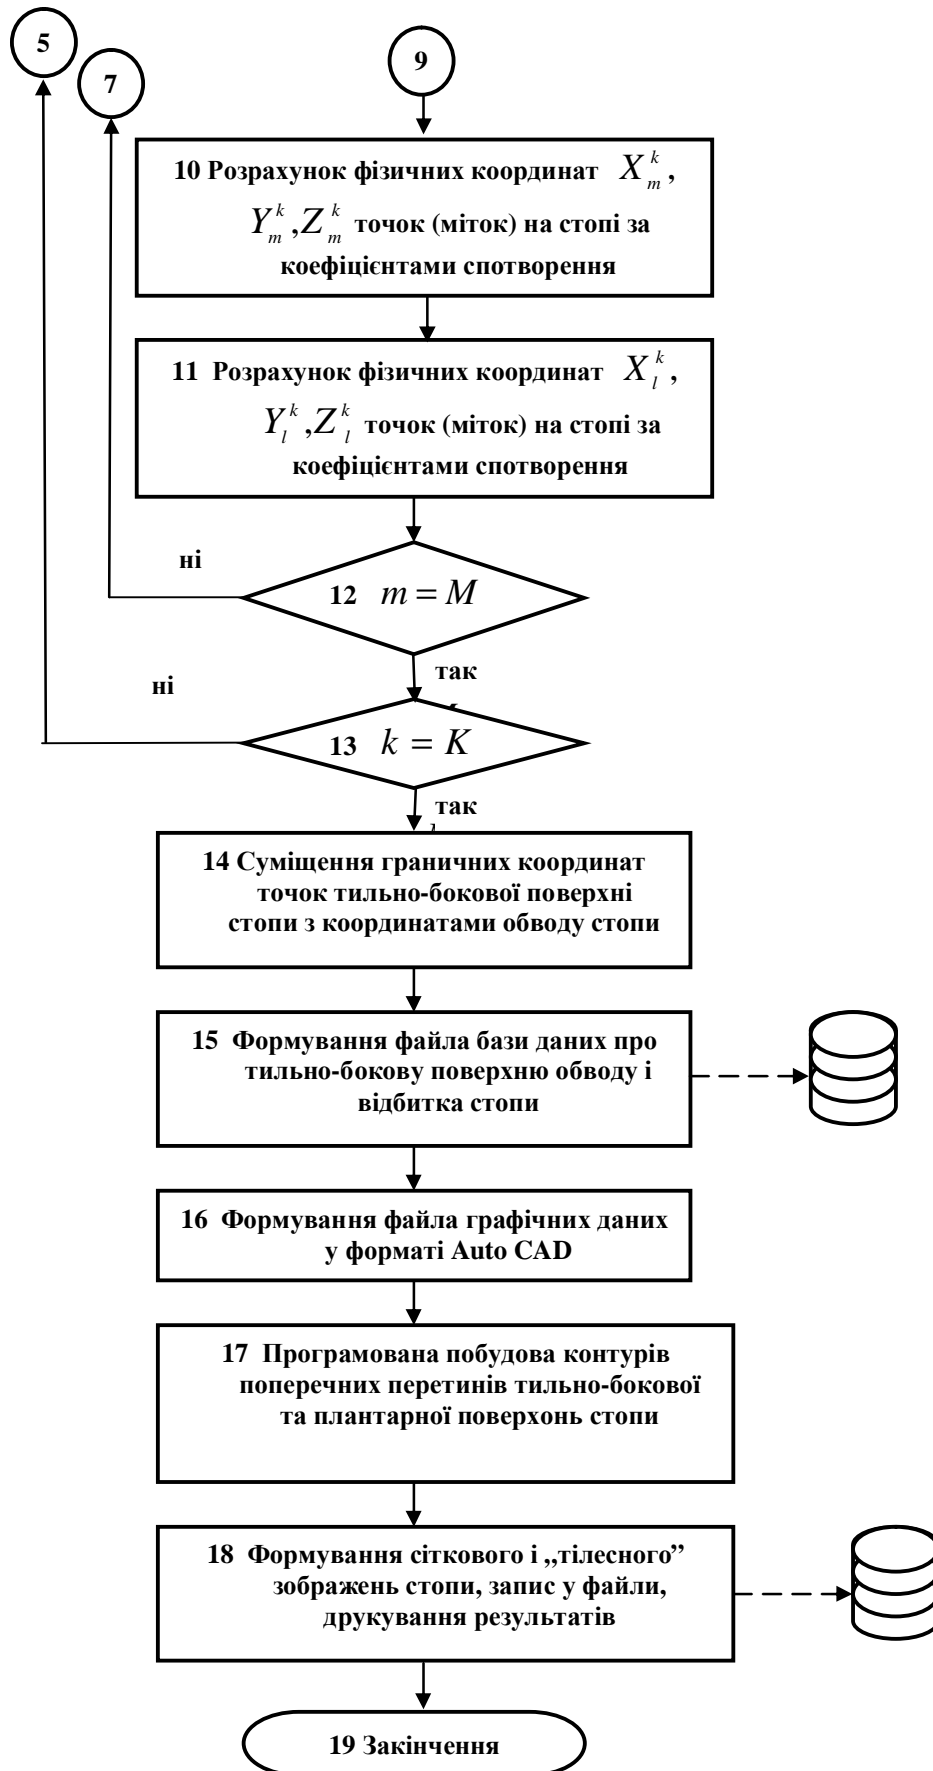 5
7
9
10 Розрахунок фізичних координат $X_m^k$,
$Y_m^k$, $Z_m^k$ точок (міток) на стопі за
коефіцієнтами спотворення
11 Розрахунок фізичних координат $X_l^k$,
$Y_l^k$, $Z_l^k$ точок (міток) на стопі за
коефіцієнтами спотворення
ні
12 $m = M$
так
ні
13 $k = K$
так
14 Суміщення граничних координат
точок тильно-бокової поверхні
стопи з координатами обводу стопи
15 Формування файла бази даних про
тильно-бокову поверхню обводу і
відбитка стопи
16 Формування файла графічних даних
у форматі Auto CAD
17 Програмована побудова контурів
поперечних перетинів тильно-бокової
та плантарної поверхонь стопи
18 Формування сіткового і „тілесного”
зображень стопи, запис у файли,
друкування результатів
19 Закінчення